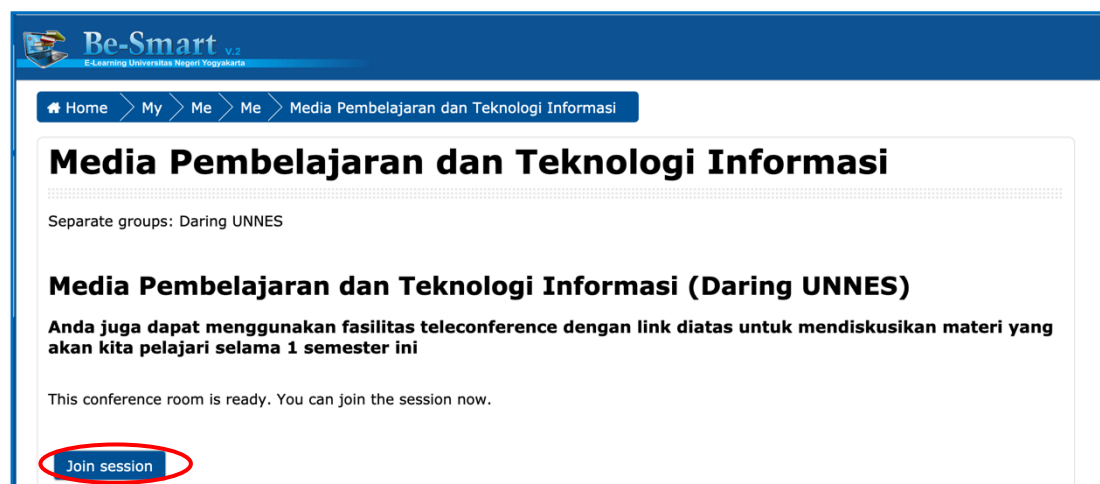 Be-Smart v.2
E-Learning Universitas Negeri Yogyakarta
Home My Me Me Media Pembelajaran dan Teknologi Informasi
Media Pembelajaran dan Teknologi Informasi
Separate groups: Daring UNNES
Media Pembelajaran dan Teknologi Informasi (Daring UNNES)
Anda juga dapat menggunakan fasilitas teleconference dengan link diatas untuk mendiskusikan materi yang
akan kita pelajari selama 1 semester ini
This conference room is ready. You can join the session now.
Join session